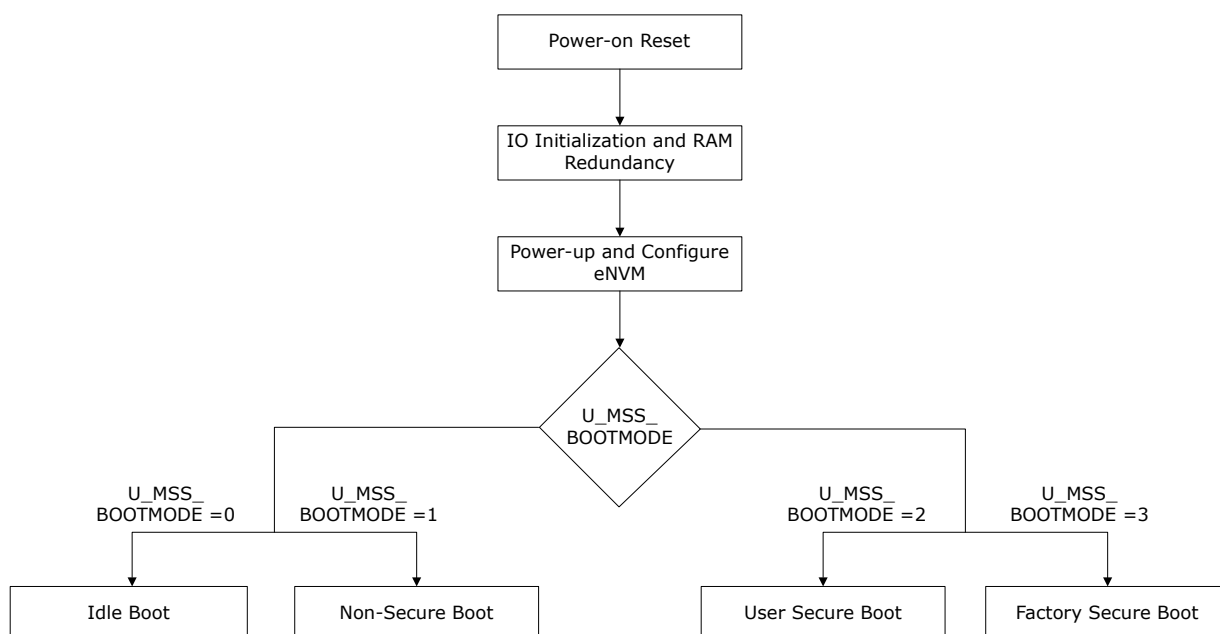 Power-on Reset
IO Initialization and RAM
Redundancy
Power-up and Configure
eNVM
U_MSS_
BOOTMODE
U_MSS_
BOOTMODE =0
U_MSS_
BOOTMODE =1
U_MSS_
BOOTMODE =2
U_MSS_
BOOTMODE =3
Idle Boot
Non-Secure Boot
User Secure Boot
Factory Secure Boot